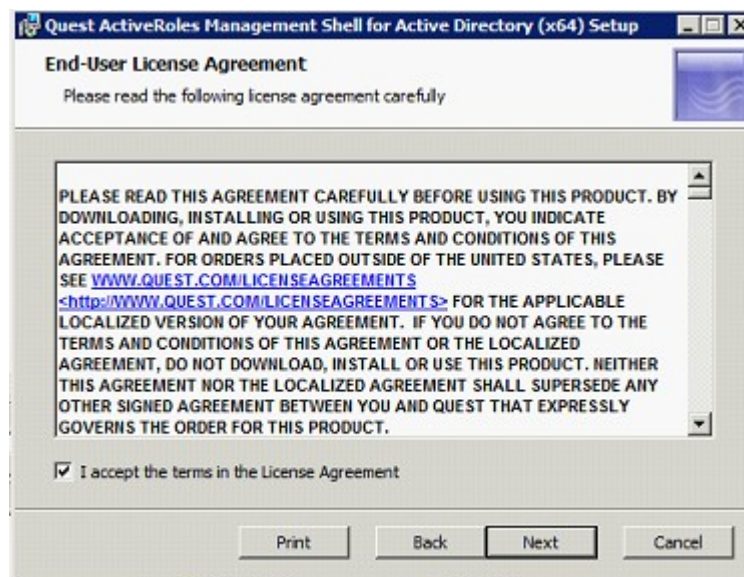 Quest ActiveRoles Management Shell for Active Directory (x64) Setup
End-User License Agreement
Please read the following license agreement carefully
PLEASE READ THIS AGREEMENT CAREFULLY BEFORE USING THIS PRODUCT. BY
DOWNLOADING, INSTALLING OR USING THIS PRODUCT, YOU INDICATE
ACCEPTANCE OF AND AGREE TO THE TERMS AND CONDITIONS OF THIS
AGREEMENT. FOR ORDERS PLACED OUTSIDE OF THE UNITED STATES, PLEASE
SEE WWW.QUEST.COM/LICENSEAGREEMENTS
<http://WWW.QUEST.COM/LICENSEAGREEMENTS> FOR THE APPLICABLE
LOCALIZED VERSION OF YOUR AGREEMENT. IF YOU DO NOT AGREE TO THE
TERMS AND CONDITIONS OF THIS AGREEMENT OR THE LOCALIZED
AGREEMENT, DO NOT DOWNLOAD, INSTALL OR USE THIS PRODUCT. NEITHER
THIS AGREEMENT NOR THE LOCALIZED AGREEMENT SHALL SUPERSEDE ANY
OTHER SIGNED AGREEMENT BETWEEN YOU AND QUEST THAT EXPRESSLY
GOVERNS THE ORDER FOR THIS PRODUCT.
I accept the terms in the License Agreement
Print Back Next Cancel